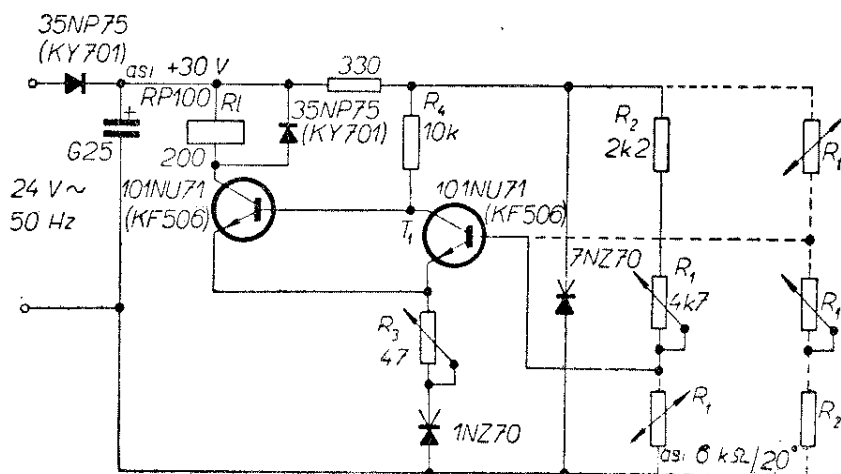 35NP75
(KY701)
asi +30 V
330
RP100
Rl
35NP75
(KY701)
R4
10k
R2
2k2
R1
G25
200
24 V~
50 Hz
101NU71
(KF506)
101NU71
(KF506)
T1
7NZ70
R1
4k7
R1
R3
47
1NZ70
R1
R2
asi 6 kΩ/20°